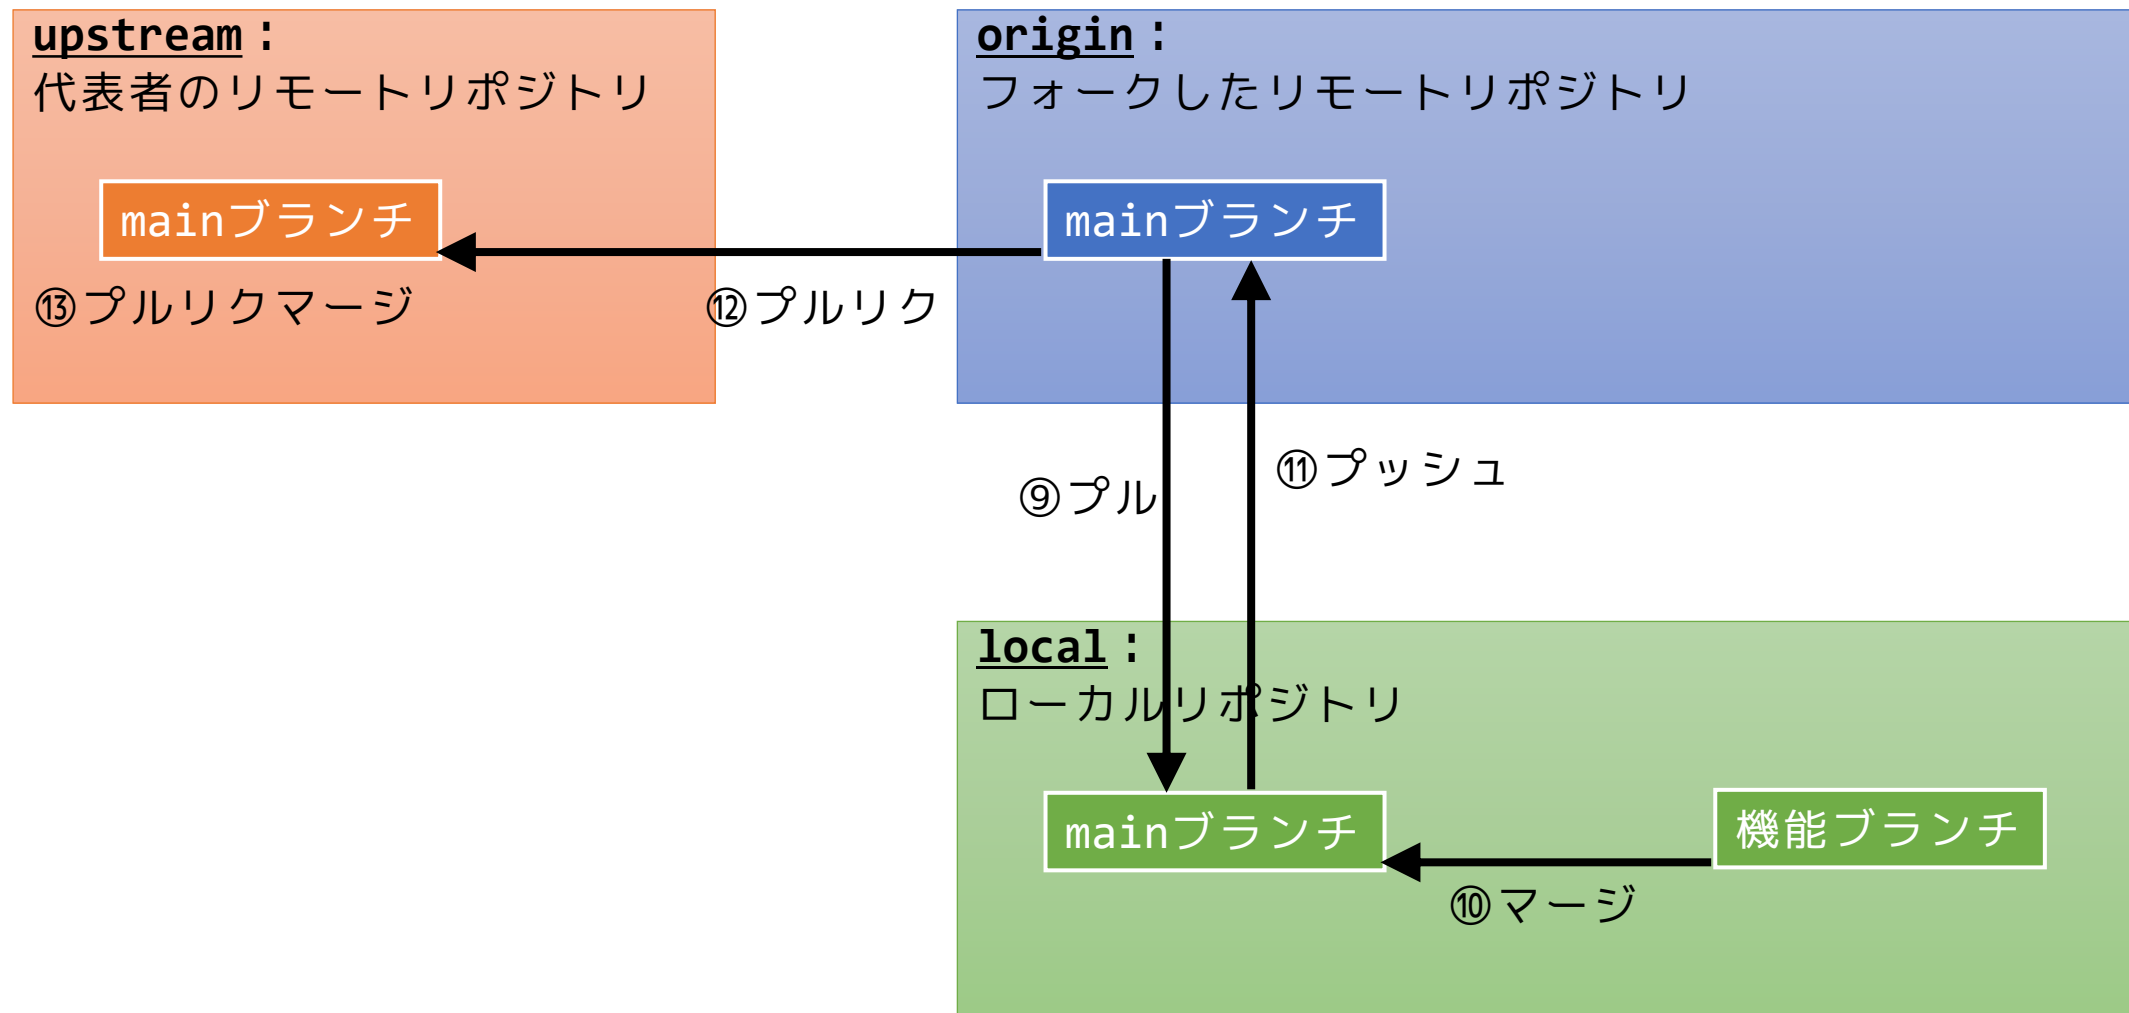 upstream：
代表者のリモートリポジトリ
mainブランチ
⑬プルリクマージ
⑫プルリク
origin：
フォークしたリモートリポジトリ
mainブランチ
⑨プル
⑪プッシュ
local：
ローカルリポジトリ
mainブランチ
機能ブランチ
⑩マージ